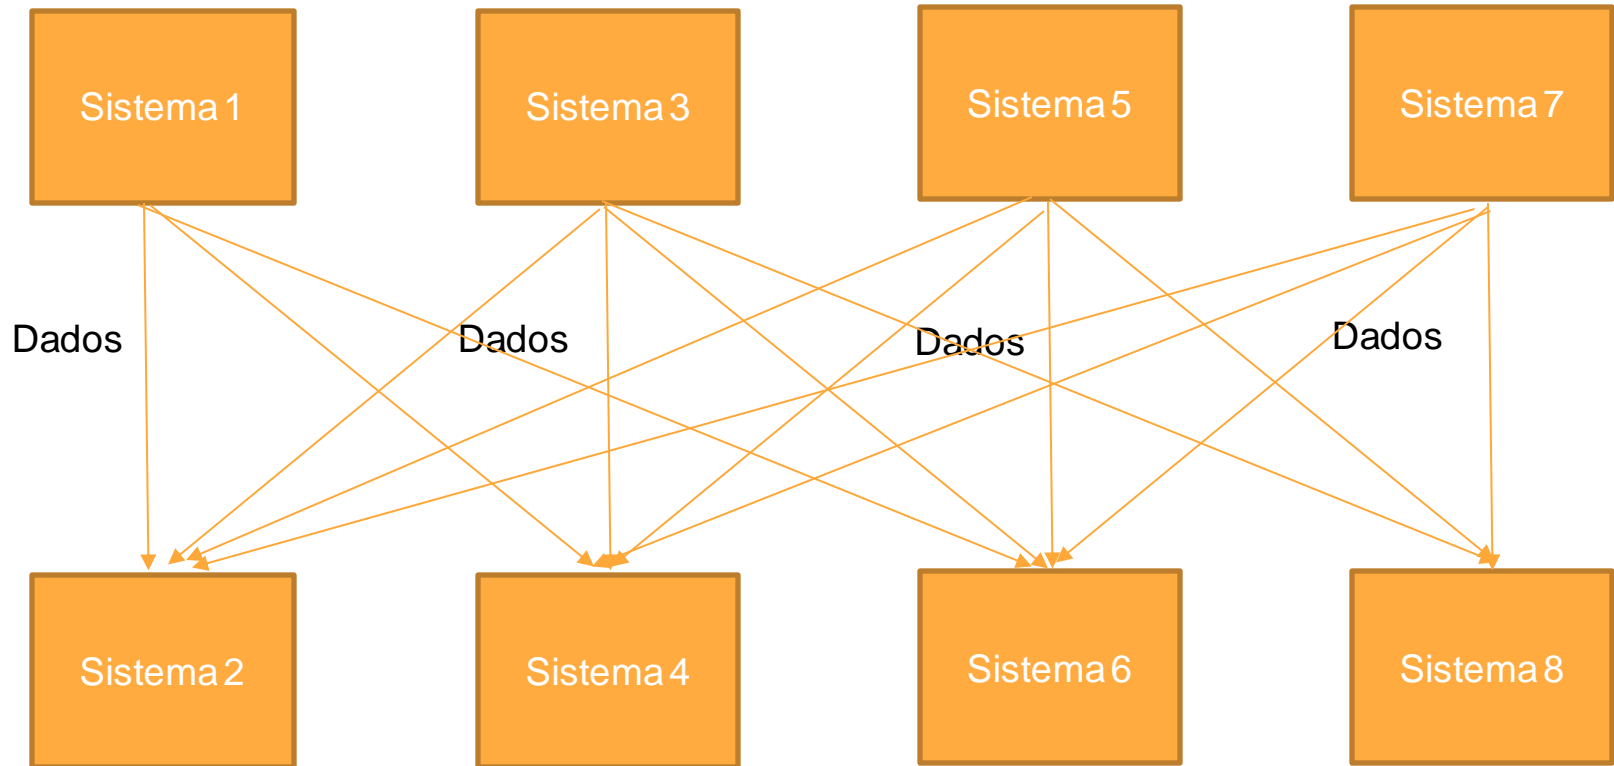 Sistema 1
Sistema 3
Sistema 5
Sistema 7
Dados
Dados
Dados
Dados
Sistema 2
Sistema 4
Sistema 6
Sistema 8